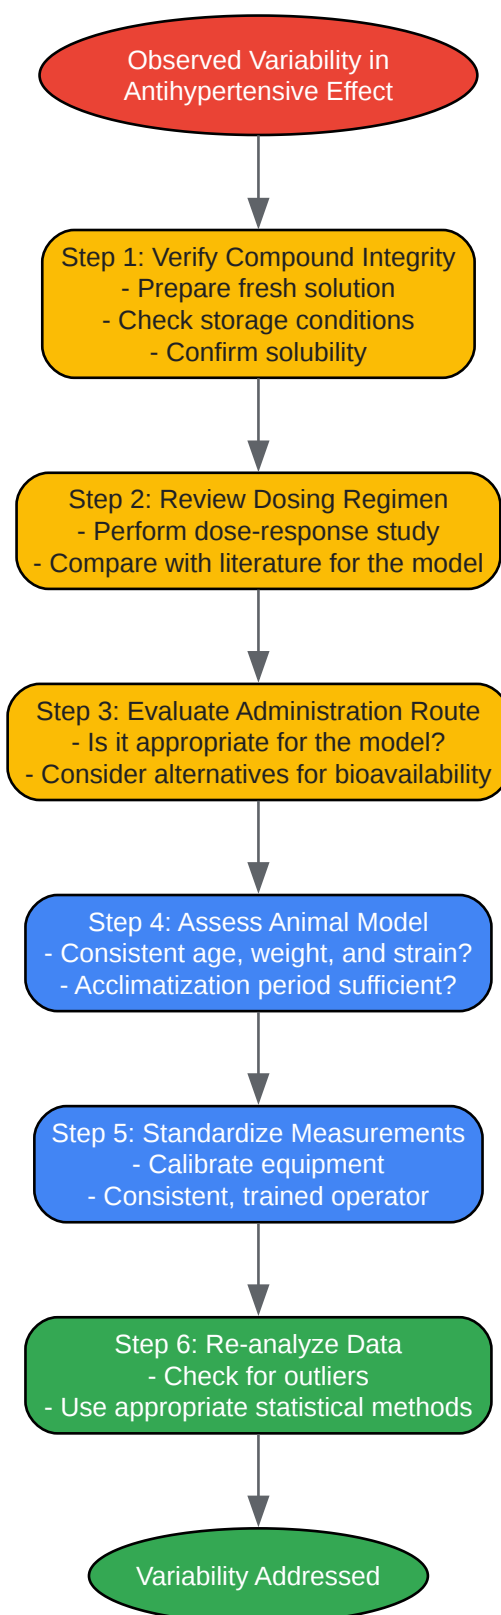 Observed Variability in
Antihypertensive Effect
Step 1: Verify Compound Integrity
- Prepare fresh solution
- Check storage conditions
- Confirm solubility
Step 2: Review Dosing Regimen
- Perform dose-response study
- Compare with literature for the model
Step 3: Evaluate Administration Route
- Is it appropriate for the model?
- Consider alternatives for bioavailability
Step 4: Assess Animal Model
- Consistent age, weight, and strain?
- Acclimatization period sufficient?
Step 5: Standardize Measurements
- Calibrate equipment
- Consistent, trained operator
Step 6: Re-analyze Data
- Check for outliers
- Use appropriate statistical methods
Variability Addressed